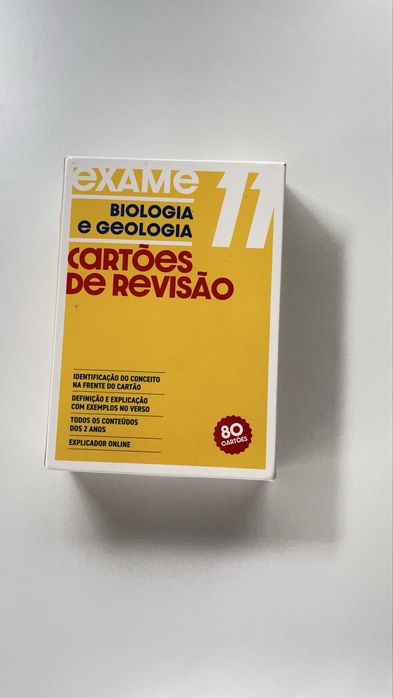 exame 11
BIOLOGIA
e GeOLOGIA
cartões
De revisão
IDENTIFICAÇÃO DO CONCEITO
NA FRENTE DO CARTÃO
DEFINIÇÃO E EXPLICAÇÃO
COM EXEMPLOS NO VERSO
TODOS OS CONTEÚDOS
DOS 2 ANOS
EXPLICADOR ONLINE
80
CARTÕES